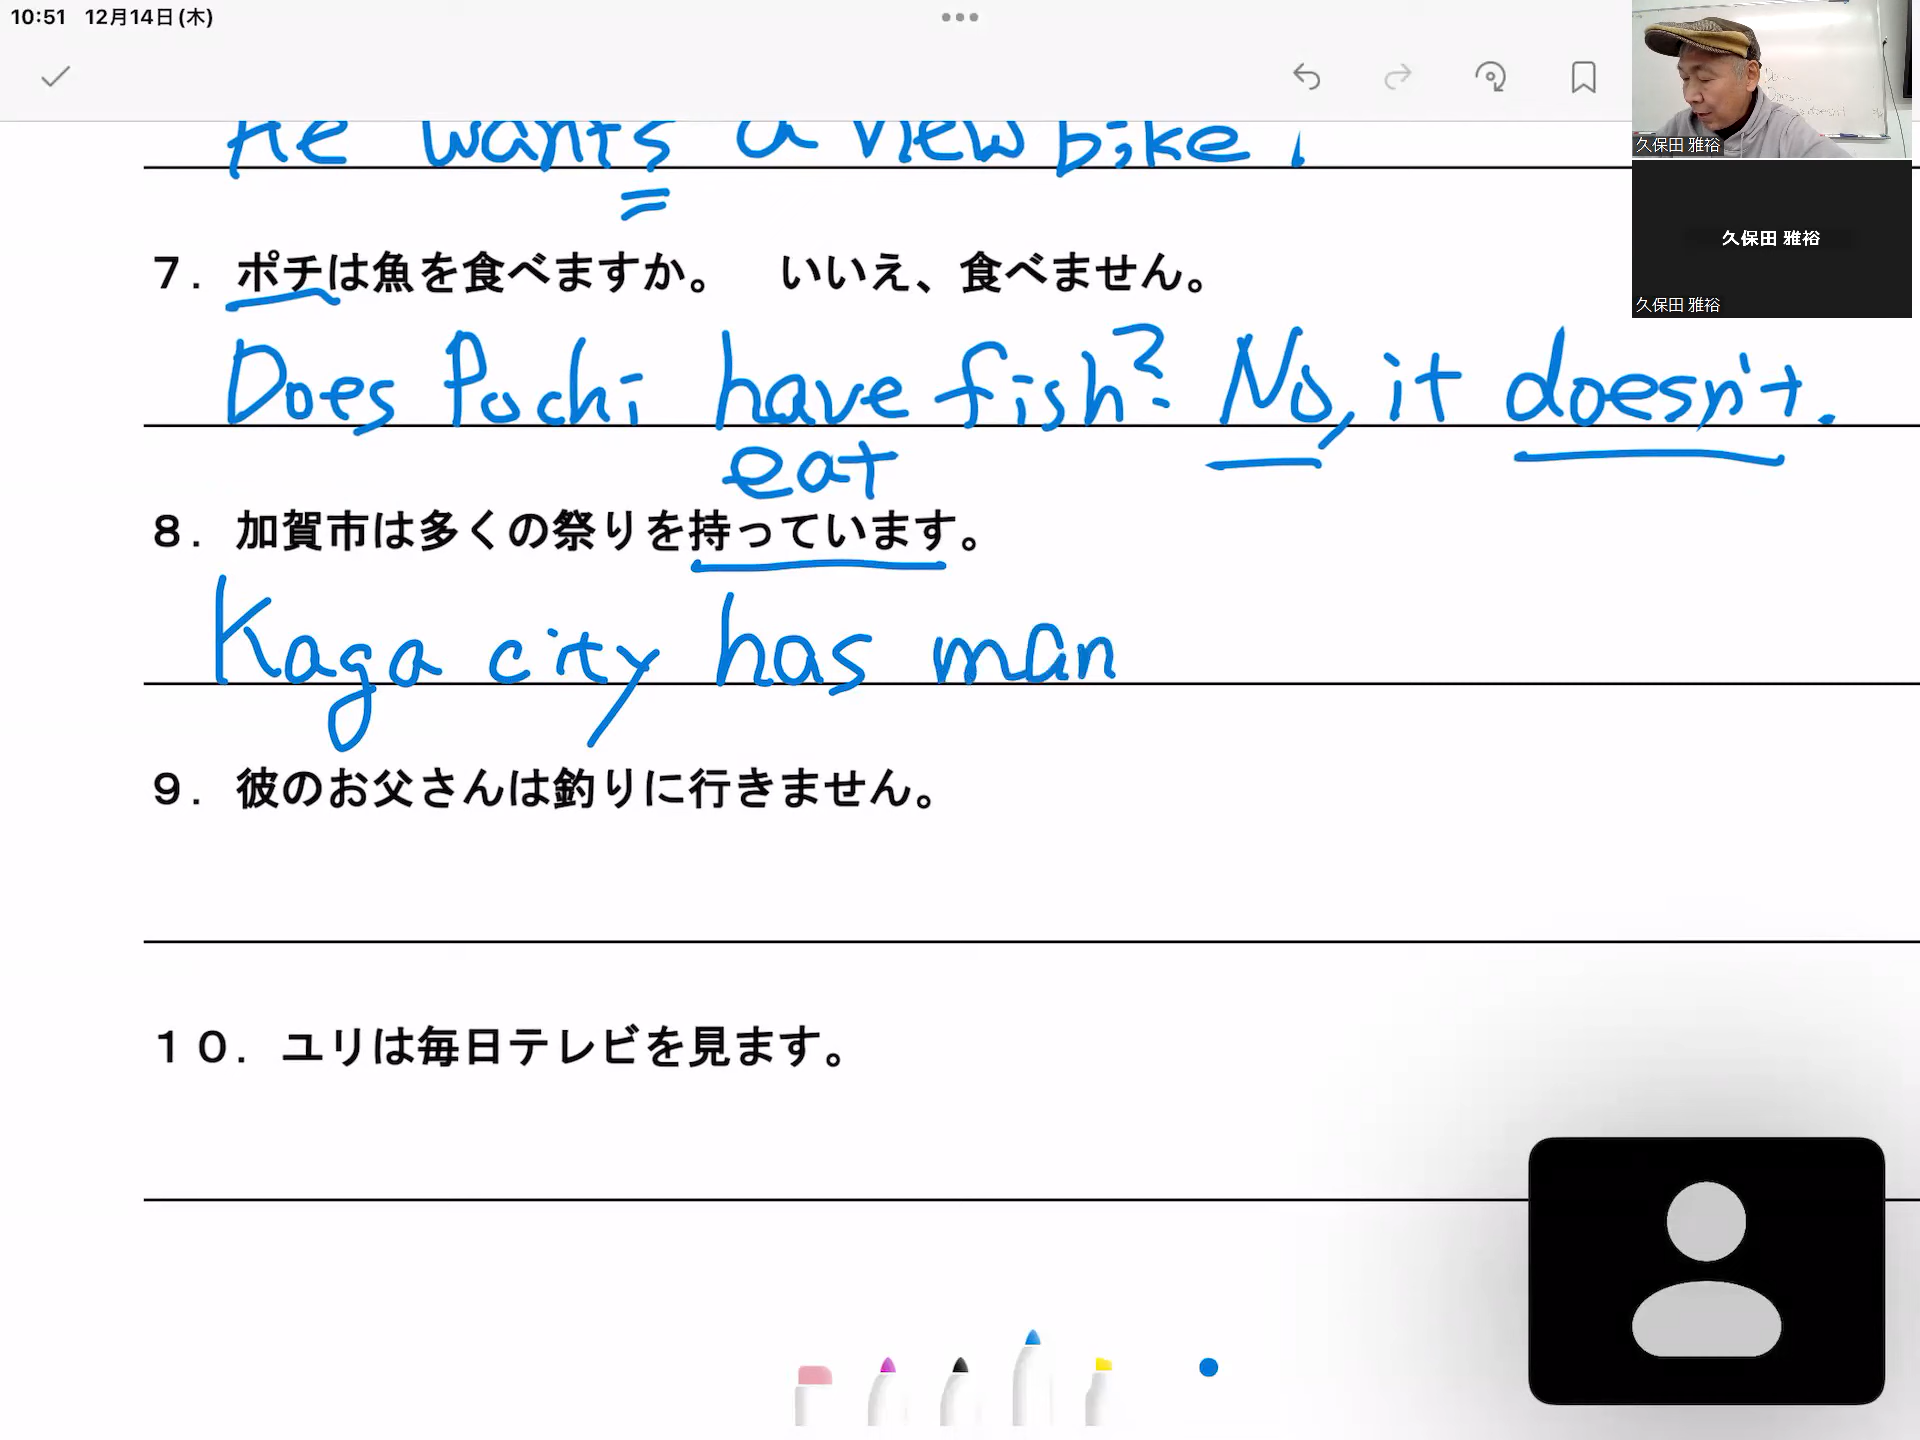 10:51 12月14日(木)
He wants a new bike.
久保田 雅裕
久保田 雅裕
久保田 雅裕
７．ポチは魚を食べますか。　いいえ、食べません。
Does Pochi have fish? No, it doesn't.
eat
８．加賀市は多くの祭りを持っています。
Kaga city has man
９．彼のお父さんは釣りに行きません。
１０．ユリは毎日テレビを見ます。